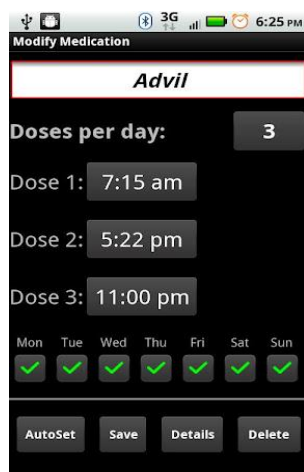 3G 6:25 PM
Modify Medication
Advil
Doses per day: 3
Dose 1: 7:15 am
Dose 2: 5:22 pm
Dose 3: 11:00 pm
Mon Tue Wed Thu Fri Sat Sun
AutoSet Save Details Delete